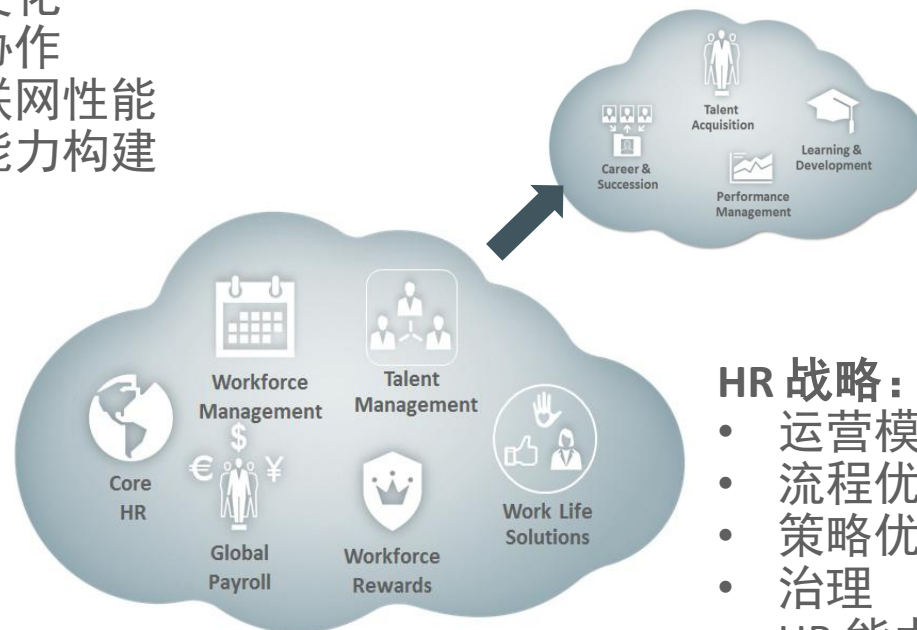 协作
联网性能
能力构建
Talent
Acquisition
Career &
Succession
Learning &
Development
Performance
Management
Workforce
Management
Talent
Management
$
€ ¥
Core
HR
Global
Payroll
Workforce
Rewards
Work Life
Solutions
HR 战略：
• 运营模
• 流程优
• 策略优
• 治理